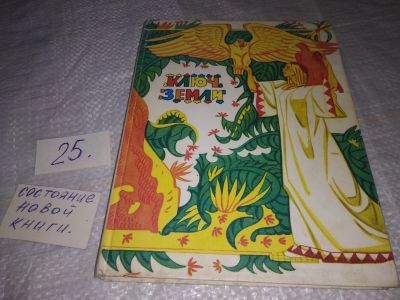 КЛЮЧ
ЗЕМЛИ
25.
СОСТОЯНИЕ
НОВОЙ
КНИГИ.